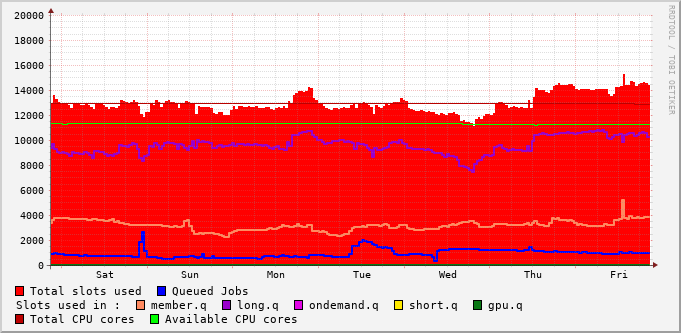 20000
18000
16000
14000
12000
10000
8000
6000
4000
2000
0
Sat Sun Mon Tue Wed Thu Fri
RRDTOOL / TOBI OETIKER
Total slots used Queued Jobs
Slots used in : member.q long.q ondemand.q short.q gpu.q
Total CPU cores Available CPU cores